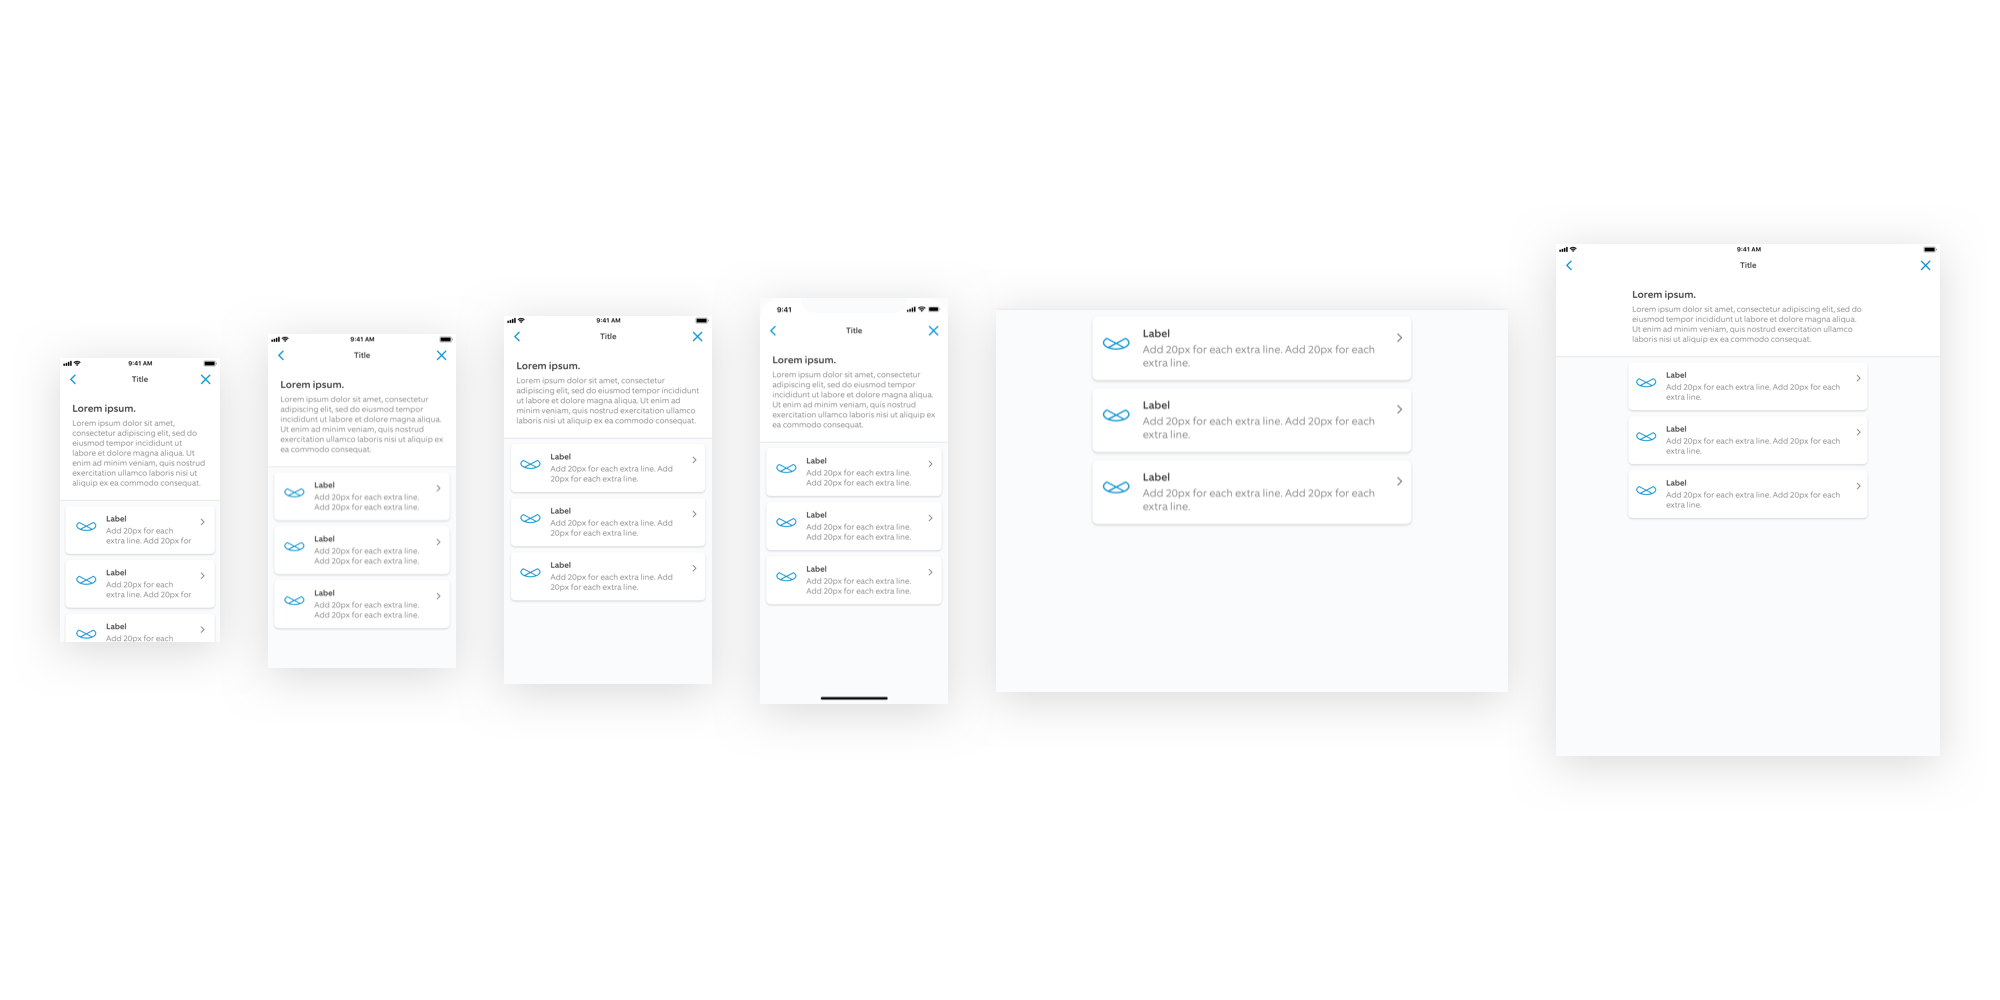 9:41 AM
Title
Lorem ipsum.
Lorem ipsum dolor sit amet,
consectetur adipiscing elit, sed do
eiusmod tempor incididunt ut
labore et dolore magna aliqua. Ut
enim ad minim veniam, quis nostrud
exercitation ullamco laboris nisi ut
aliquip ex ea commodo consequat.
Label
Add 20px for each
extra line. Add 20px for
Label
Add 20px for each
extra line. Add 20px for
Label
Add 20px for each
9:41 AM
Title
Lorem ipsum.
Lorem ipsum dolor sit amet, consectetur
adipiscing elit, sed do eiusmod tempor
incididunt ut labore et dolore magna aliqua.
Ut enim ad minim veniam, quis nostrud
exercitation ullamco laboris nisi ut aliquip ex
ea commodo consequat.
Label
Add 20px for each extra line.
Add 20px for each extra line.
Label
Add 20px for each extra line.
Add 20px for each extra line.
Label
Add 20px for each extra line.
Add 20px for each extra line.
9:41 AM
Title
Lorem ipsum.
Lorem ipsum dolor sit amet, consectetur
adipiscing elit, sed do eiusmod tempor incididunt
ut labore et dolore magna aliqua. Ut enim ad
minim veniam, quis nostrud exercitation ullamco
laboris nisi ut aliquip ex ea commodo consequat.
Label
Add 20px for each extra line. Add
20px for each extra line.
Label
Add 20px for each extra line. Add
20px for each extra line.
Label
Add 20px for each extra line. Add
20px for each extra line.
9:41
Title
Lorem ipsum.
Lorem ipsum dolor sit amet, consectetur
adipiscing elit, sed do eiusmod tempor
incididunt ut labore et dolore magna aliqua.
Ut enim ad minim veniam, quis nostrud
exercitation ullamco laboris nisi ut aliquip ex
ea commodo consequat.
Label
Add 20px for each extra line.
Add 20px for each extra line.
Label
Add 20px for each extra line.
Add 20px for each extra line.
Label
Add 20px for each extra line.
Add 20px for each extra line.
Label
Add 20px for each extra line. Add 20px for each
extra line.
Label
Add 20px for each extra line. Add 20px for each
extra line.
Label
Add 20px for each extra line. Add 20px for each
extra line.
9:41 AM
Title
Lorem ipsum.
Lorem ipsum dolor sit amet, consectetur adipiscing elit, sed do
eiusmod tempor incididunt ut labore et dolore magna aliqua.
Ut enim ad minim veniam, quis nostrud exercitation ullamco
laboris nisi ut aliquip ex ea commodo consequat.
Label
Add 20px for each extra line. Add 20px for each
extra line.
Label
Add 20px for each extra line. Add 20px for each
extra line.
Label
Add 20px for each extra line. Add 20px for each
extra line.